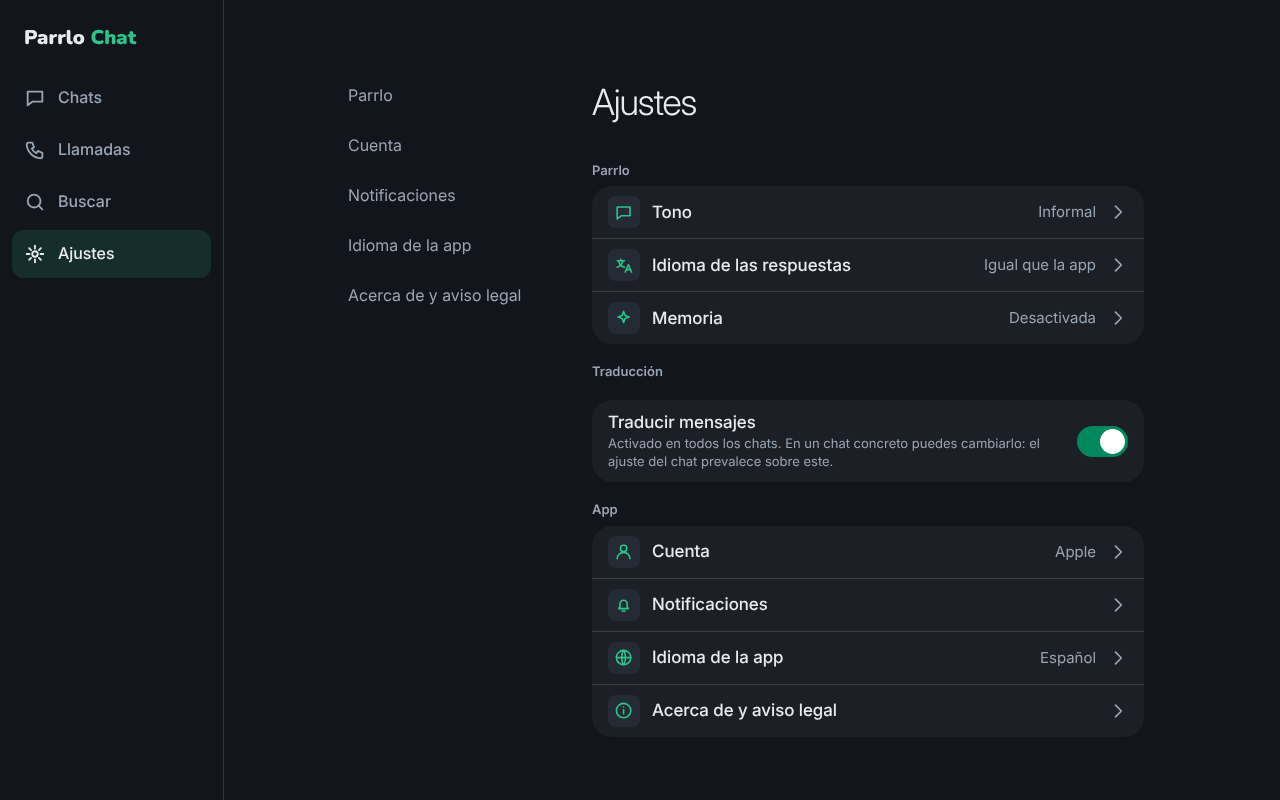 Parrlo Chat
Chats
Llamadas
Buscar
Ajustes
Parrlo
Cuenta
Notificaciones
Idioma de la app
Acerca de y aviso legal
Ajustes
Parrlo
Tono
Informal
Idioma de las respuestas
Igual que la app
Memoria
Desactivada
Traducción
Traducir mensajes
Activado en todos los chats. En un chat concreto puedes cambiarlo: el
ajuste del chat prevalece sobre este.
App
Cuenta
Apple
Notificaciones
Idioma de la app
Español
Acerca de y aviso legal